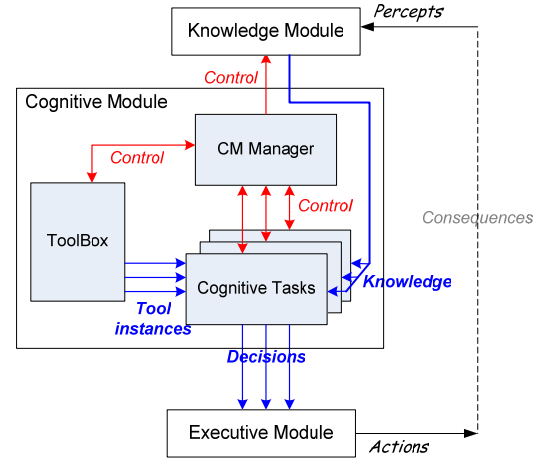 Knowledge Module
Percepts
Control
Cognitive Module
CM Manager
Control
Control
Consequences
ToolBox
Cognitive Tasks
Knowledge
Tool
instances
Decisions
Executive Module
Actions